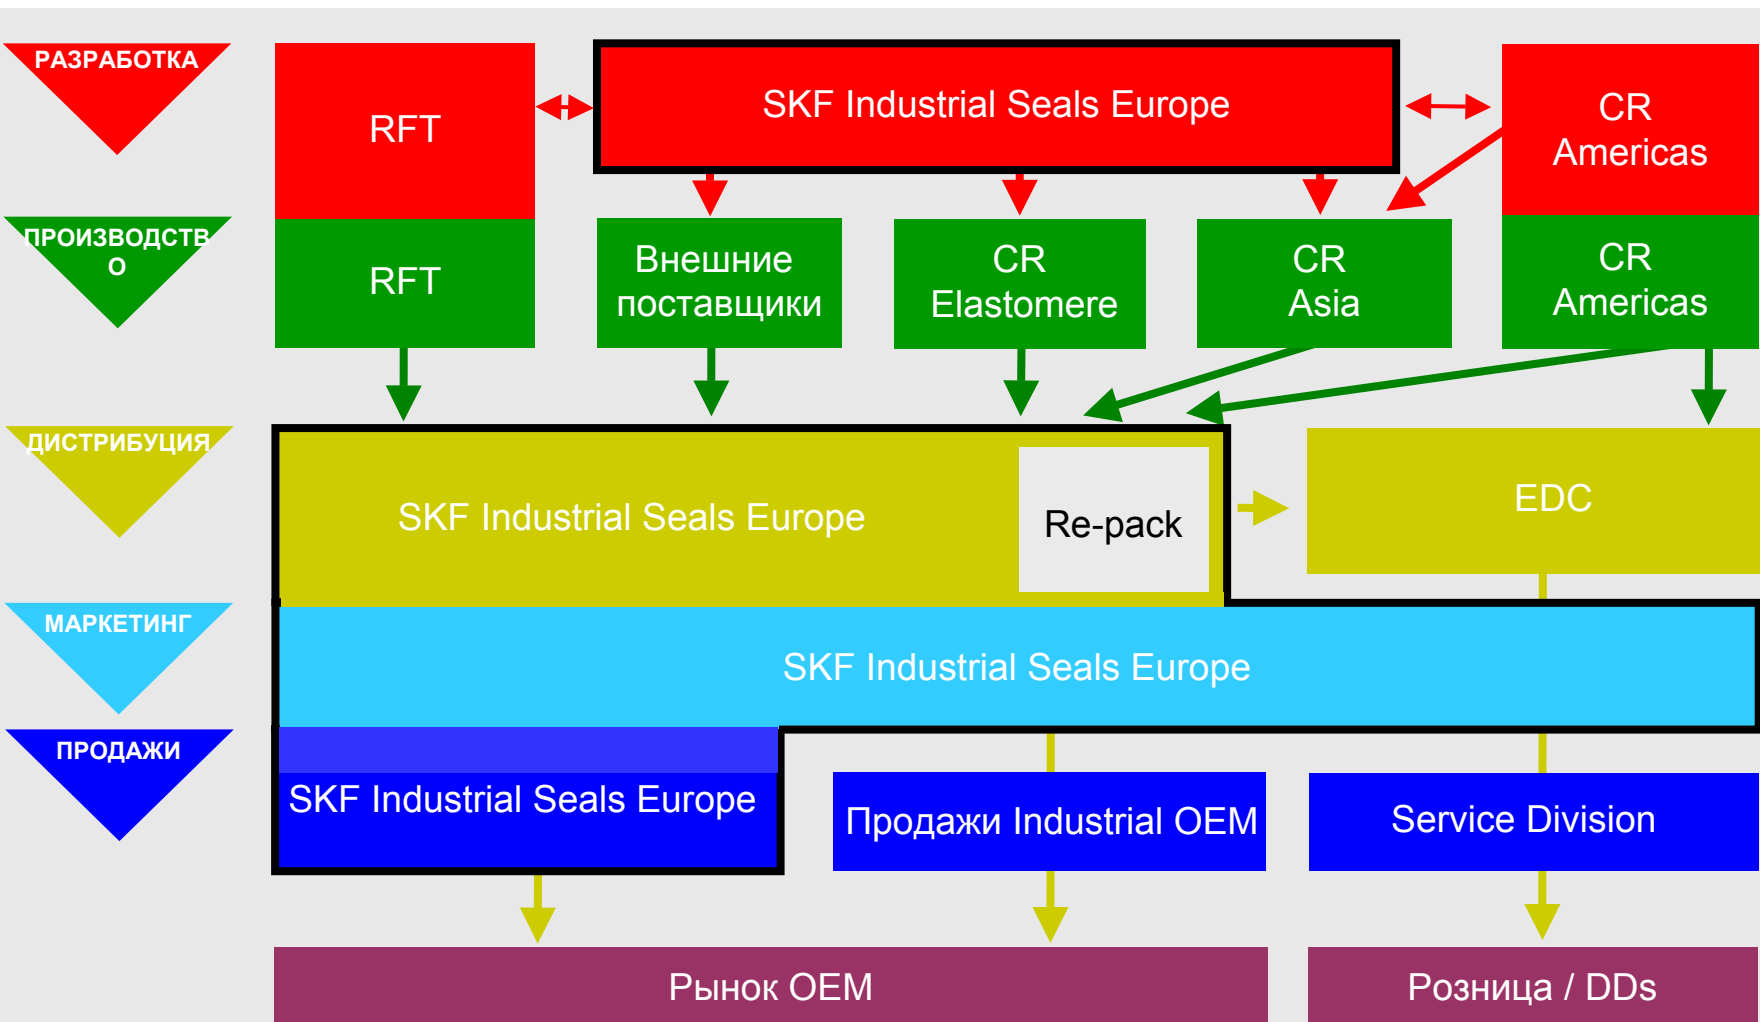 РАЗРАБОТКА
RFT
SKF Industrial Seals Europe
CR
Americas
ПРОИЗВОДСТВ
О
RFT
Внешние
поставщики
CR
Elastomere
CR
Asia
CR
Americas
ДИСТРИБУЦИЯ
SKF Industrial Seals Europe
Re-pack
EDC
МАРКЕТИНГ
SKF Industrial Seals Europe
ПРОДАЖИ
SKF Industrial Seals Europe
Продажи Industrial OEM
Service Division
Рынок OEM
Розница / DDs